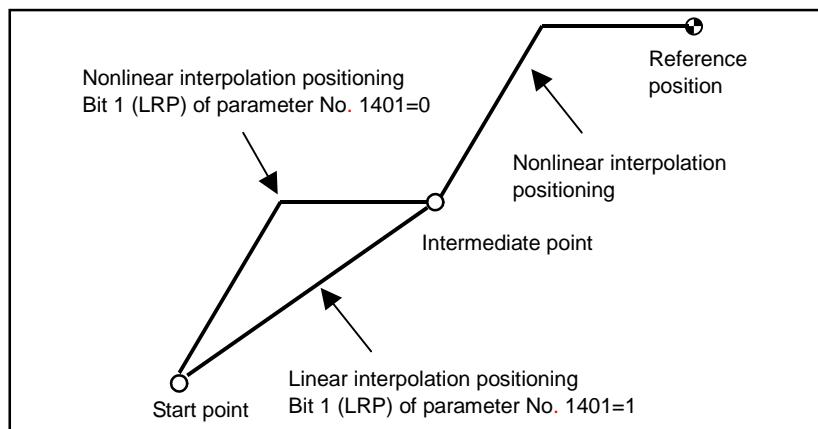 Reference
position
Nonlinear interpolation positioning
Bit 1 (LRP) of parameter No. 1401=0
Nonlinear interpolation
positioning
Intermediate point
Linear interpolation positioning
Bit 1 (LRP) of parameter No. 1401=1
Start point